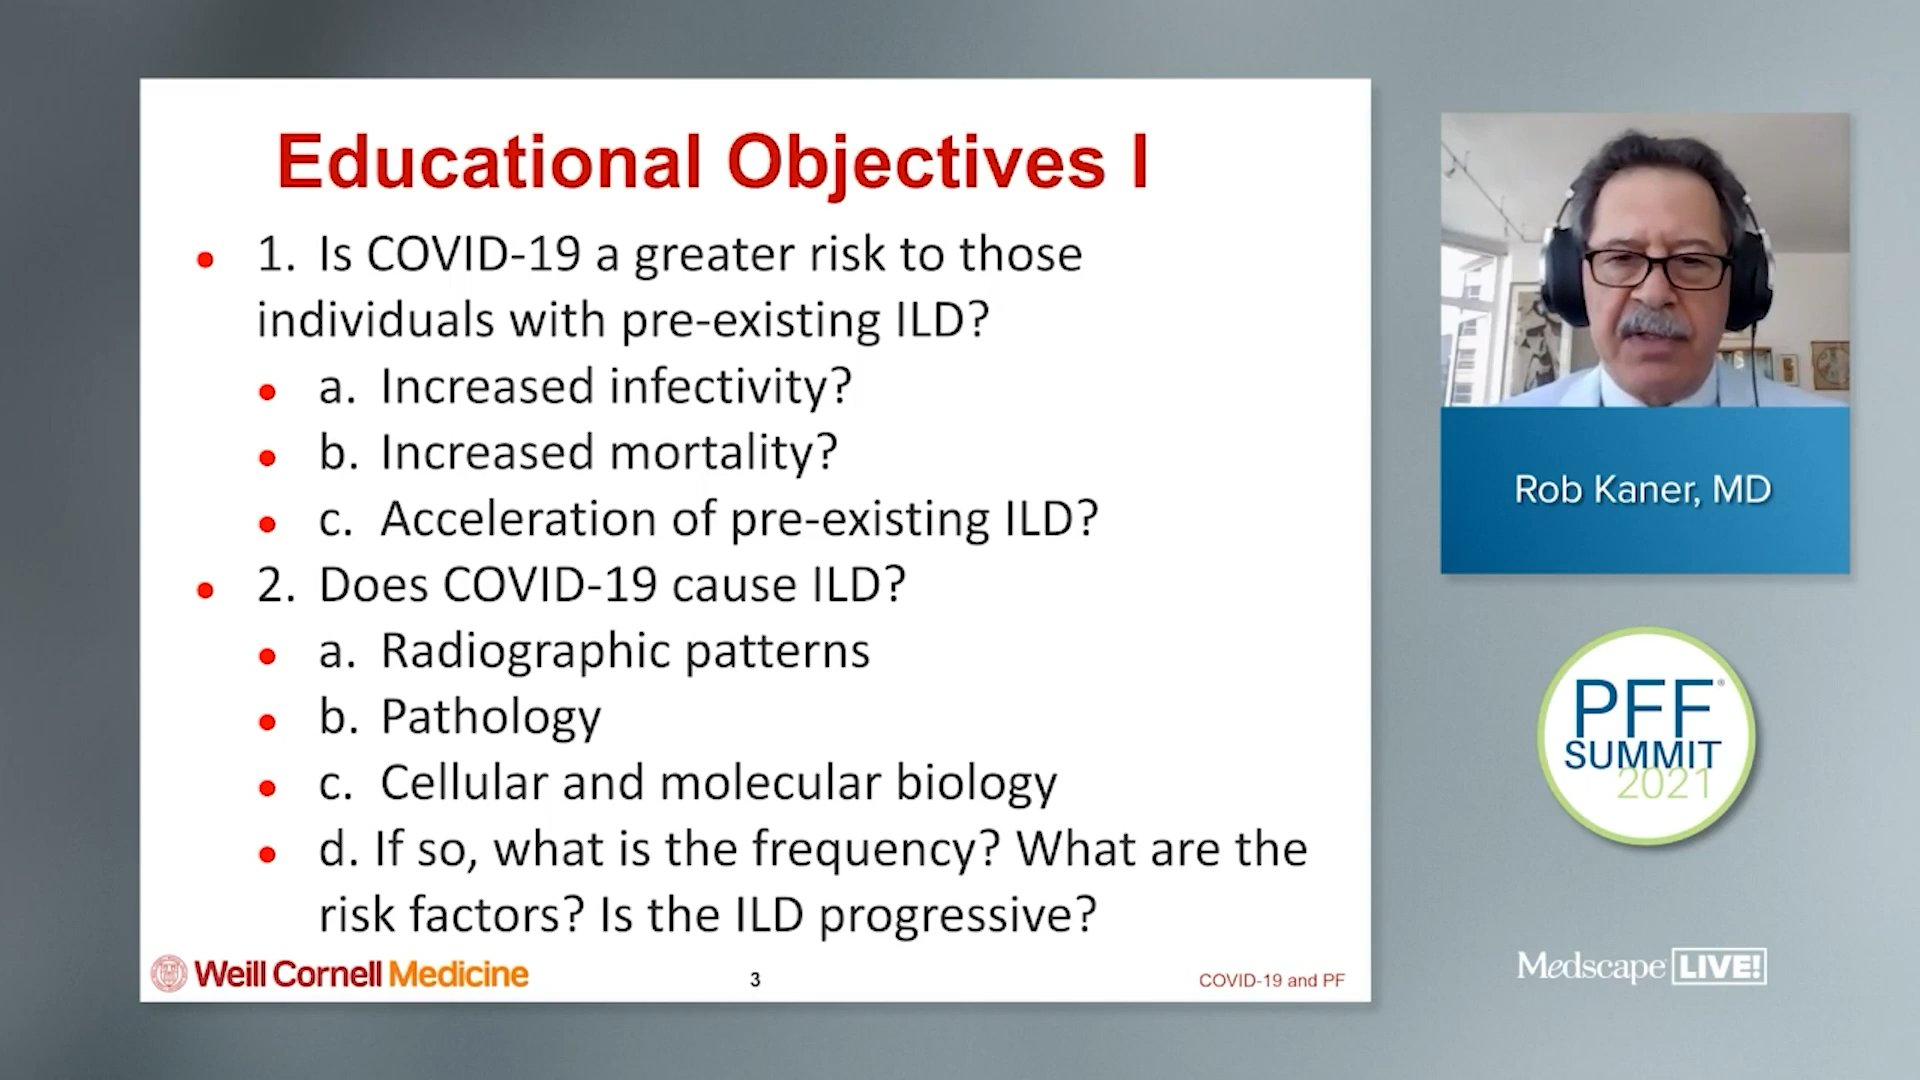 Educational Objectives I
• 1. Is COVID-19 a greater risk to those
individuals with pre-existing ILD?
• a. Increased infectivity?
• b. Increased mortality?
• c. Acceleration of pre-existing ILD?
• 2. Does COVID-19 cause ILD?
• a. Radiographic patterns
• b. Pathology
• c. Cellular and molecular biology
• d. If so, what is the frequency? What are the
risk factors? Is the ILD progressive?
Weill Cornell Medicine
3
COVID-19 and PF
Rob Kaner, MD
PFF®
SUMMIT
2021
Medscape LIVE!